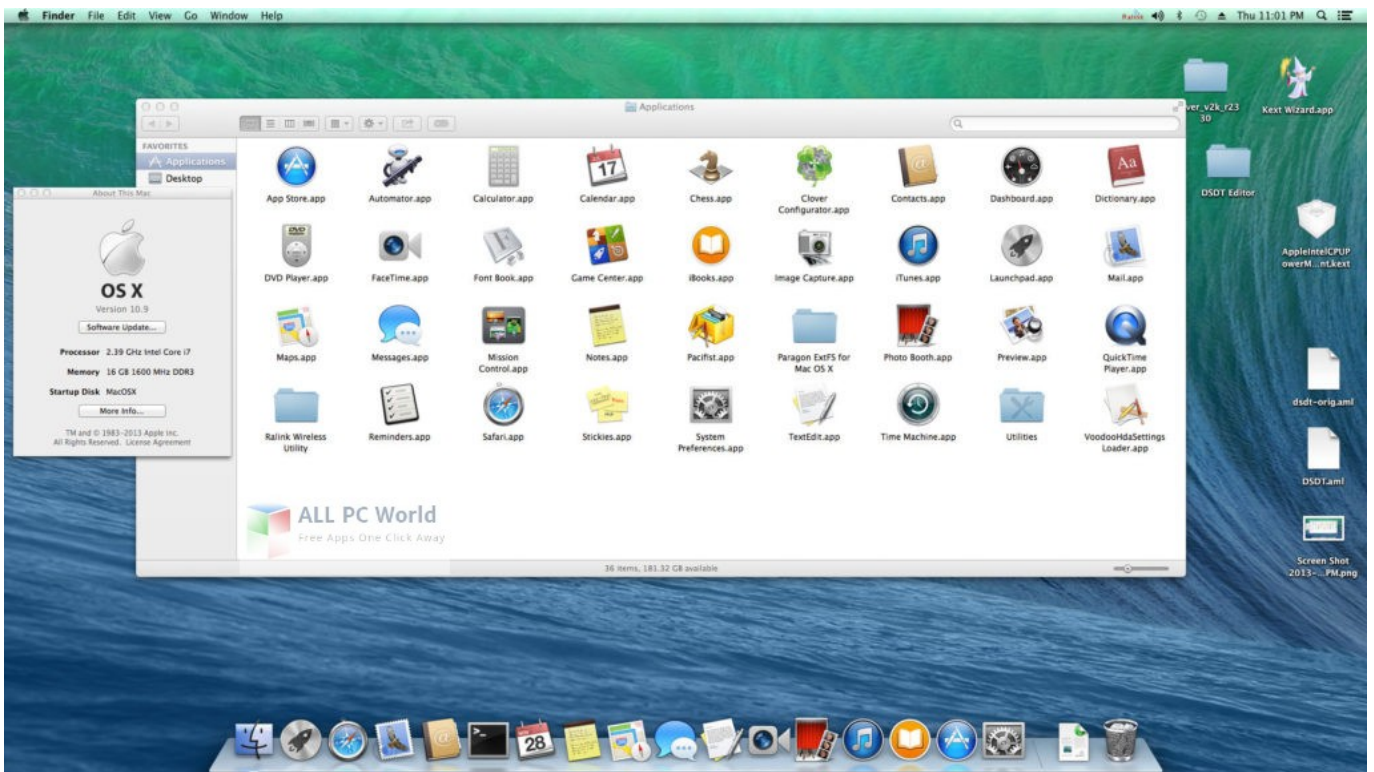 Finder File Edit View Go Window Help
Ralink Thu 11:01 PM
Applications
FAVORITES
Applications
Desktop
App Store.app
Automator.app
Calculator.app
17
Calendar.app
Chess.app
Clover
Configurator.app
Contacts.app
Dashboard.app
Aa
Dictionary.app
DVD
DVD Player.app
FaceTime.app
Font Book.app
Game Center.app
iBooks.app
Image Capture.app
iTunes.app
Launchpad.app
Mail.app
Maps.app
Messages.app
Mission
Control.app
Notes.app
Pacifist.app
Paragon ExtFS for
Mac OS X
Photo Booth.app
Preview.app
QuickTime
Player.app
Ralink Wireless
Utility
Reminders.app
Safari.app
Stickies.app
System
Preferences.app
TextEdit.app
Time Machine.app
Utilities
VoodooHdaSettings
Loader.app
36 items, 181.32 GB available
About This Mac
OS X
Version 10.9
Software Update...
Processor 2.39 GHz Intel Core i7
Memory 16 GB 1600 MHz DDR3
Startup Disk MacOSX
More Info...
TM and © 1983-2013 Apple Inc.
All Rights Reserved. License Agreement
ALL PC World
Free Apps One Click Away
ver_v2k_r23
30
Kext Wizard.app
DSDT Editor
AppleIntelCPUP
owerM...nt.kext
dsdt-orig.aml
DSDT.aml
Screen Shot
2013-...PM.png
28